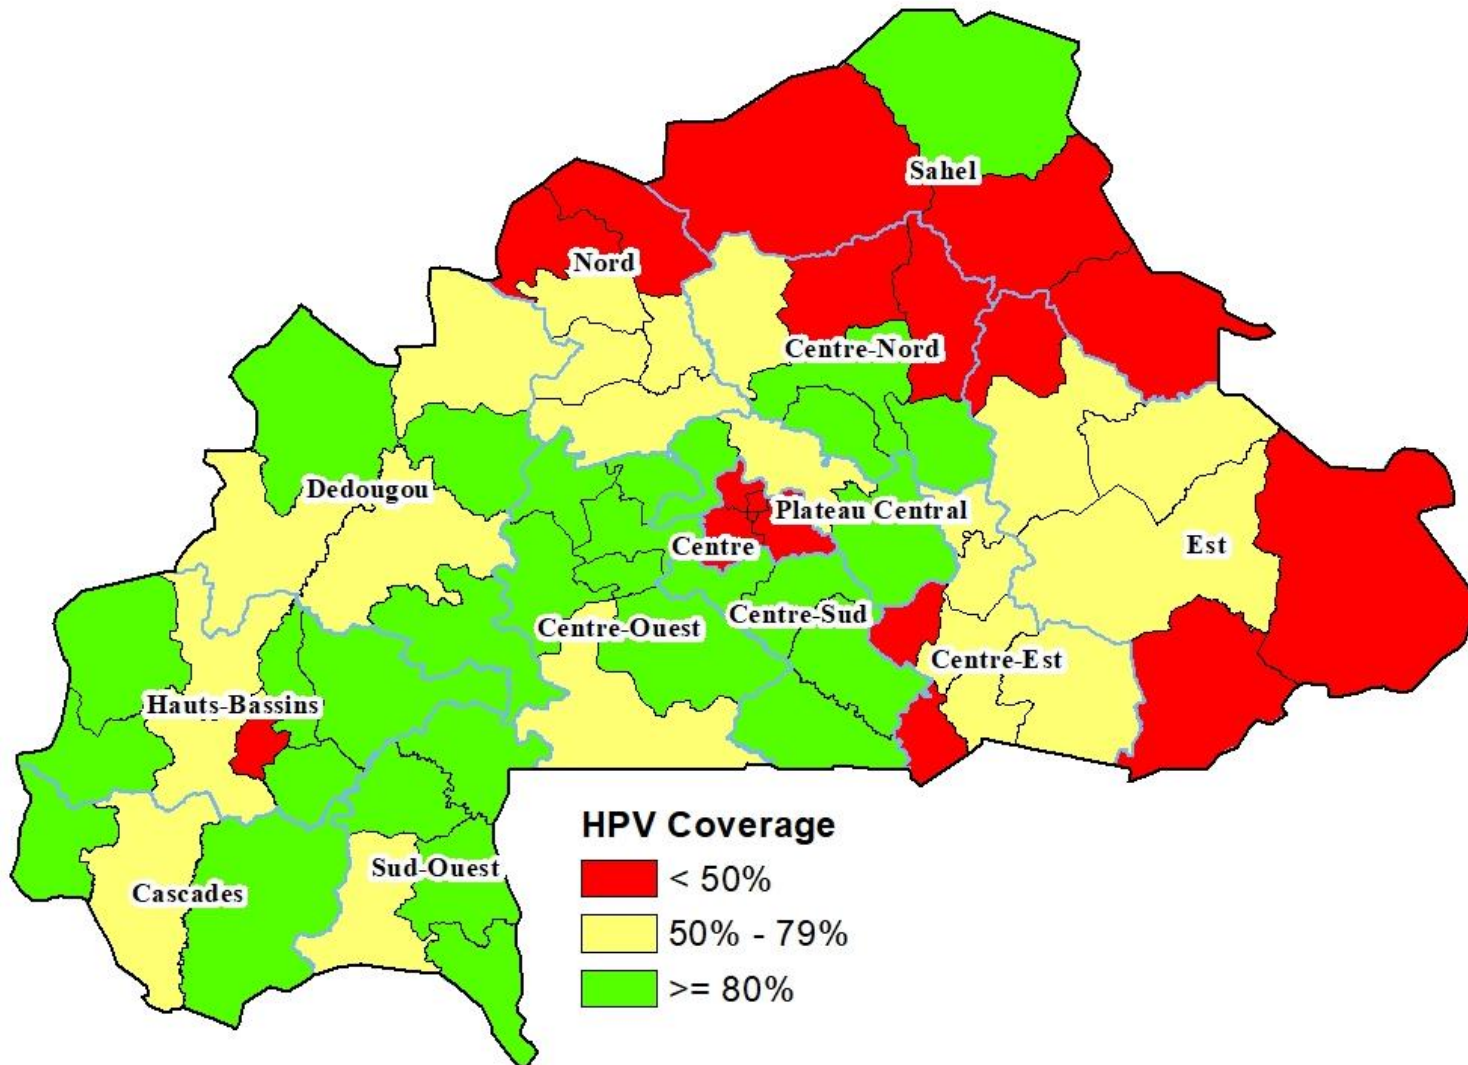 Sahel
Nord
Centre-Nord
Dedougou
Plateau Central
Centre
Est
Centre-Sud
Centre-Ouest
Centre-Est
Hauts-Bassins
Sud-Ouest
Cascades
HPV Coverage
< 50%
50% - 79%
>= 80%